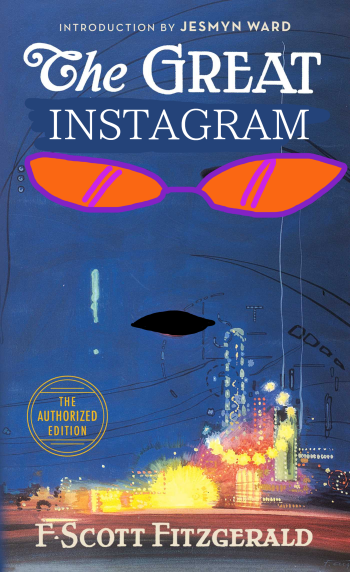 INTRODUCTION BY JESMYN WARD
The GREAT
INSTAGRAM
THE
AUTHORIZED
EDITION
F·SCOTT FITZGERALD